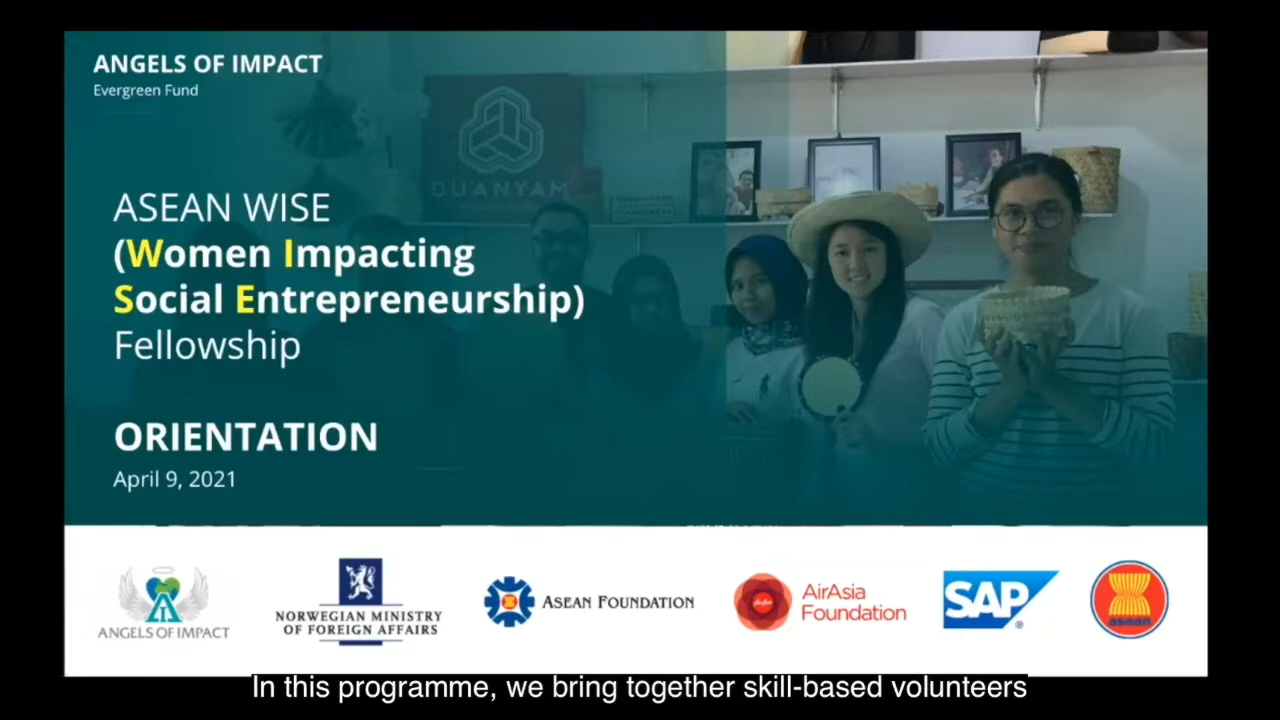 ANGELS OF IMPACT
Evergreen Fund
DU'ANYAM
ASEAN WISE
(Women Impacting
Social Entrepreneurship)
Fellowship
ORIENTATION
April 9, 2021
ANGELS OF IMPACT
NORWEGIAN MINISTRY
OF FOREIGN AFFAIRS
ASEAN FOUNDATION
AirAsia
Foundation
SAP
asean
In this programme, we bring together skill-based volunteers